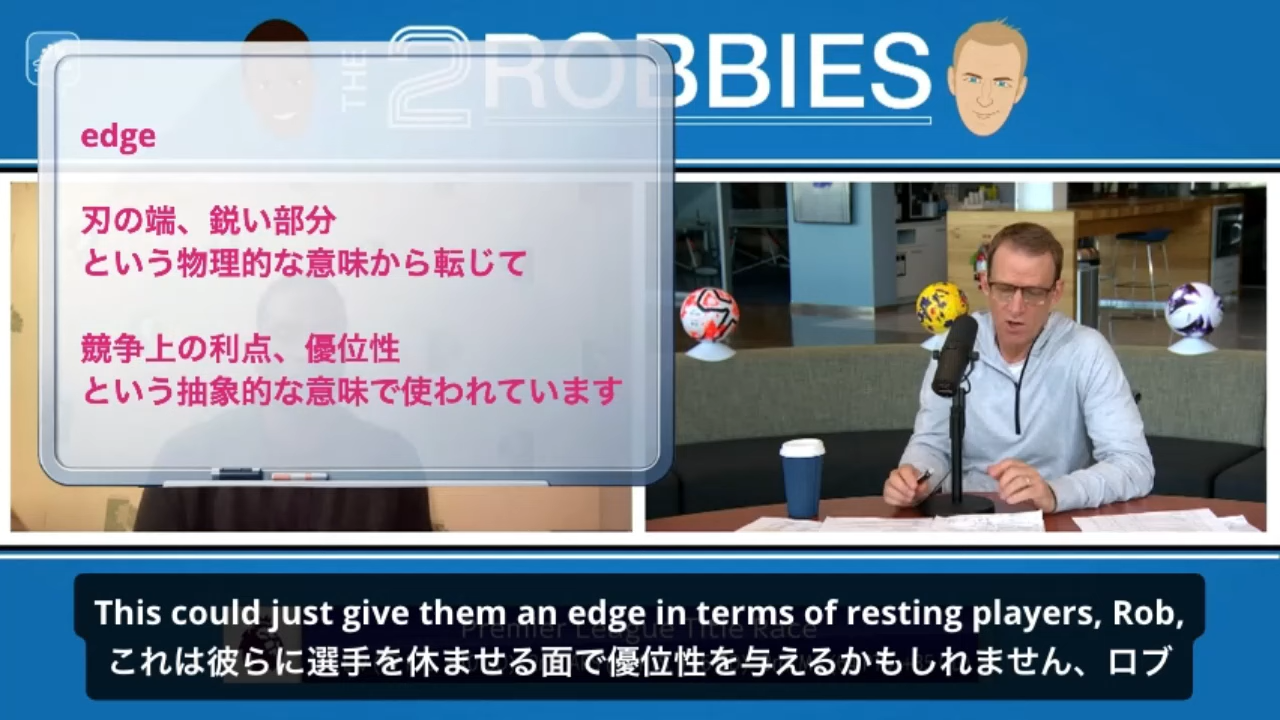 THE 2 ROBBIES
edge
刃の端、鋭い部分
という物理的な意味から転じて
競争上の利点、優位性
という抽象的な意味で使われています
Premier League Title Race
This could just give them an edge in terms of resting players, Rob,
これは彼らに選手を休ませる面で優位性を与えるかもしれません、ロブ